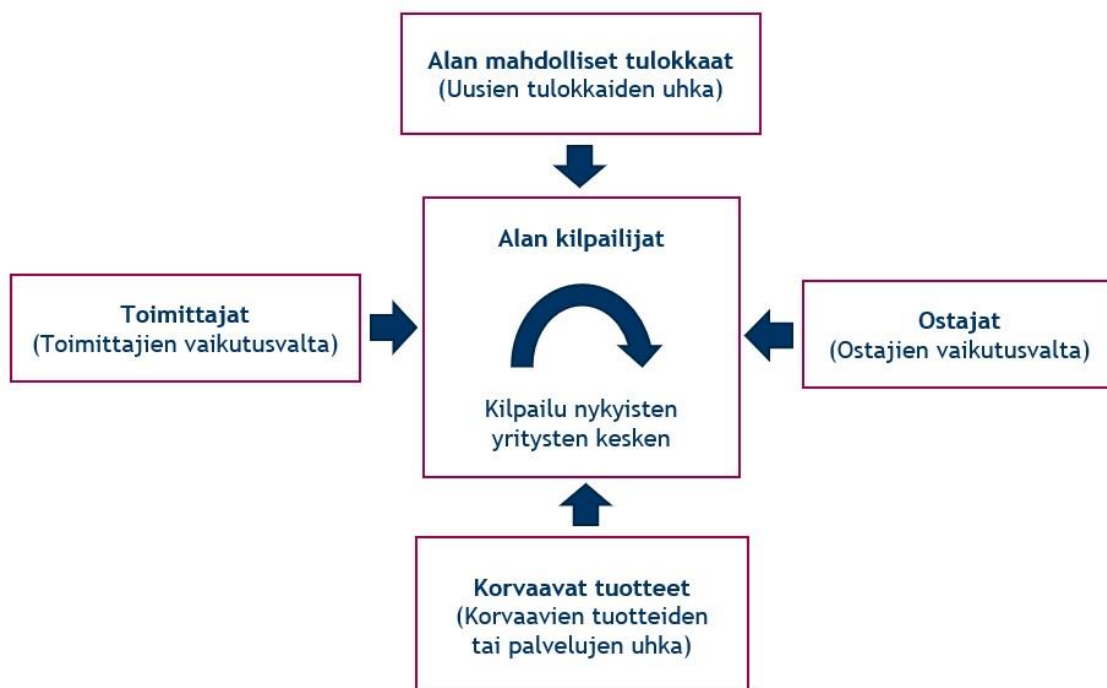 Alan mahdolliset tulokkaat
(Uusien tulokkaiden uhka)
Alan kilpailijat
Toimittajat
(Toimittajien vaikutusvalta)
Ostajat
(Ostajien vaikutusvalta)
Kilpailu nykyisten
yritysten kesken
Korvaavat tuotteet
(Korvaavien tuotteiden
tai palvelujen uhka)